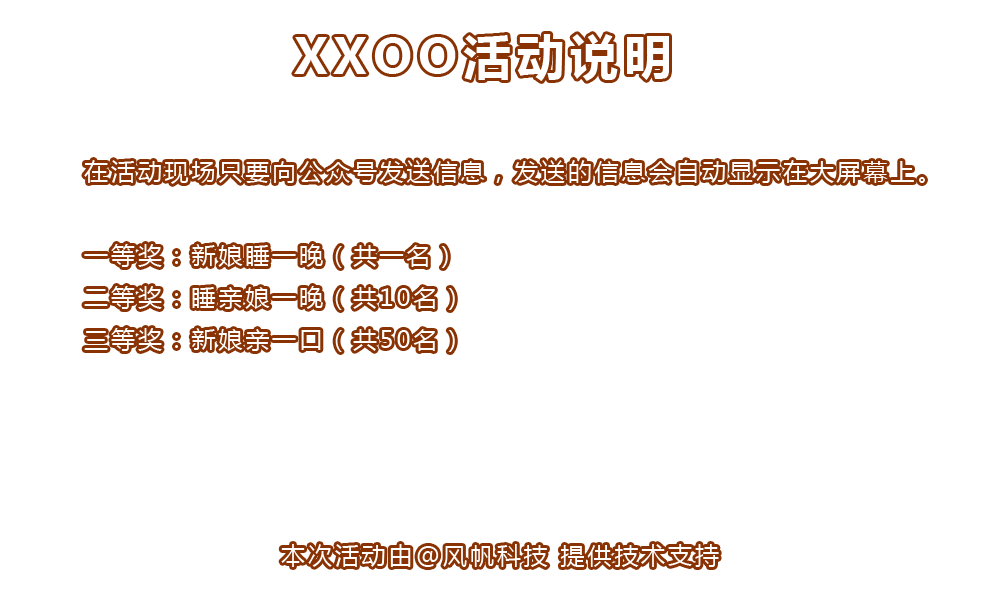 XXOO活动说明
在活动现场只要向公众号发送信息，发送的信息会自动显示在大屏幕上。
一等奖：新娘睡一晚（共一名）
二等奖：睡亲娘一晚（共10名）
三等奖：新娘亲一口（共50名）
本次活动由@风帆科技 提供技术支持